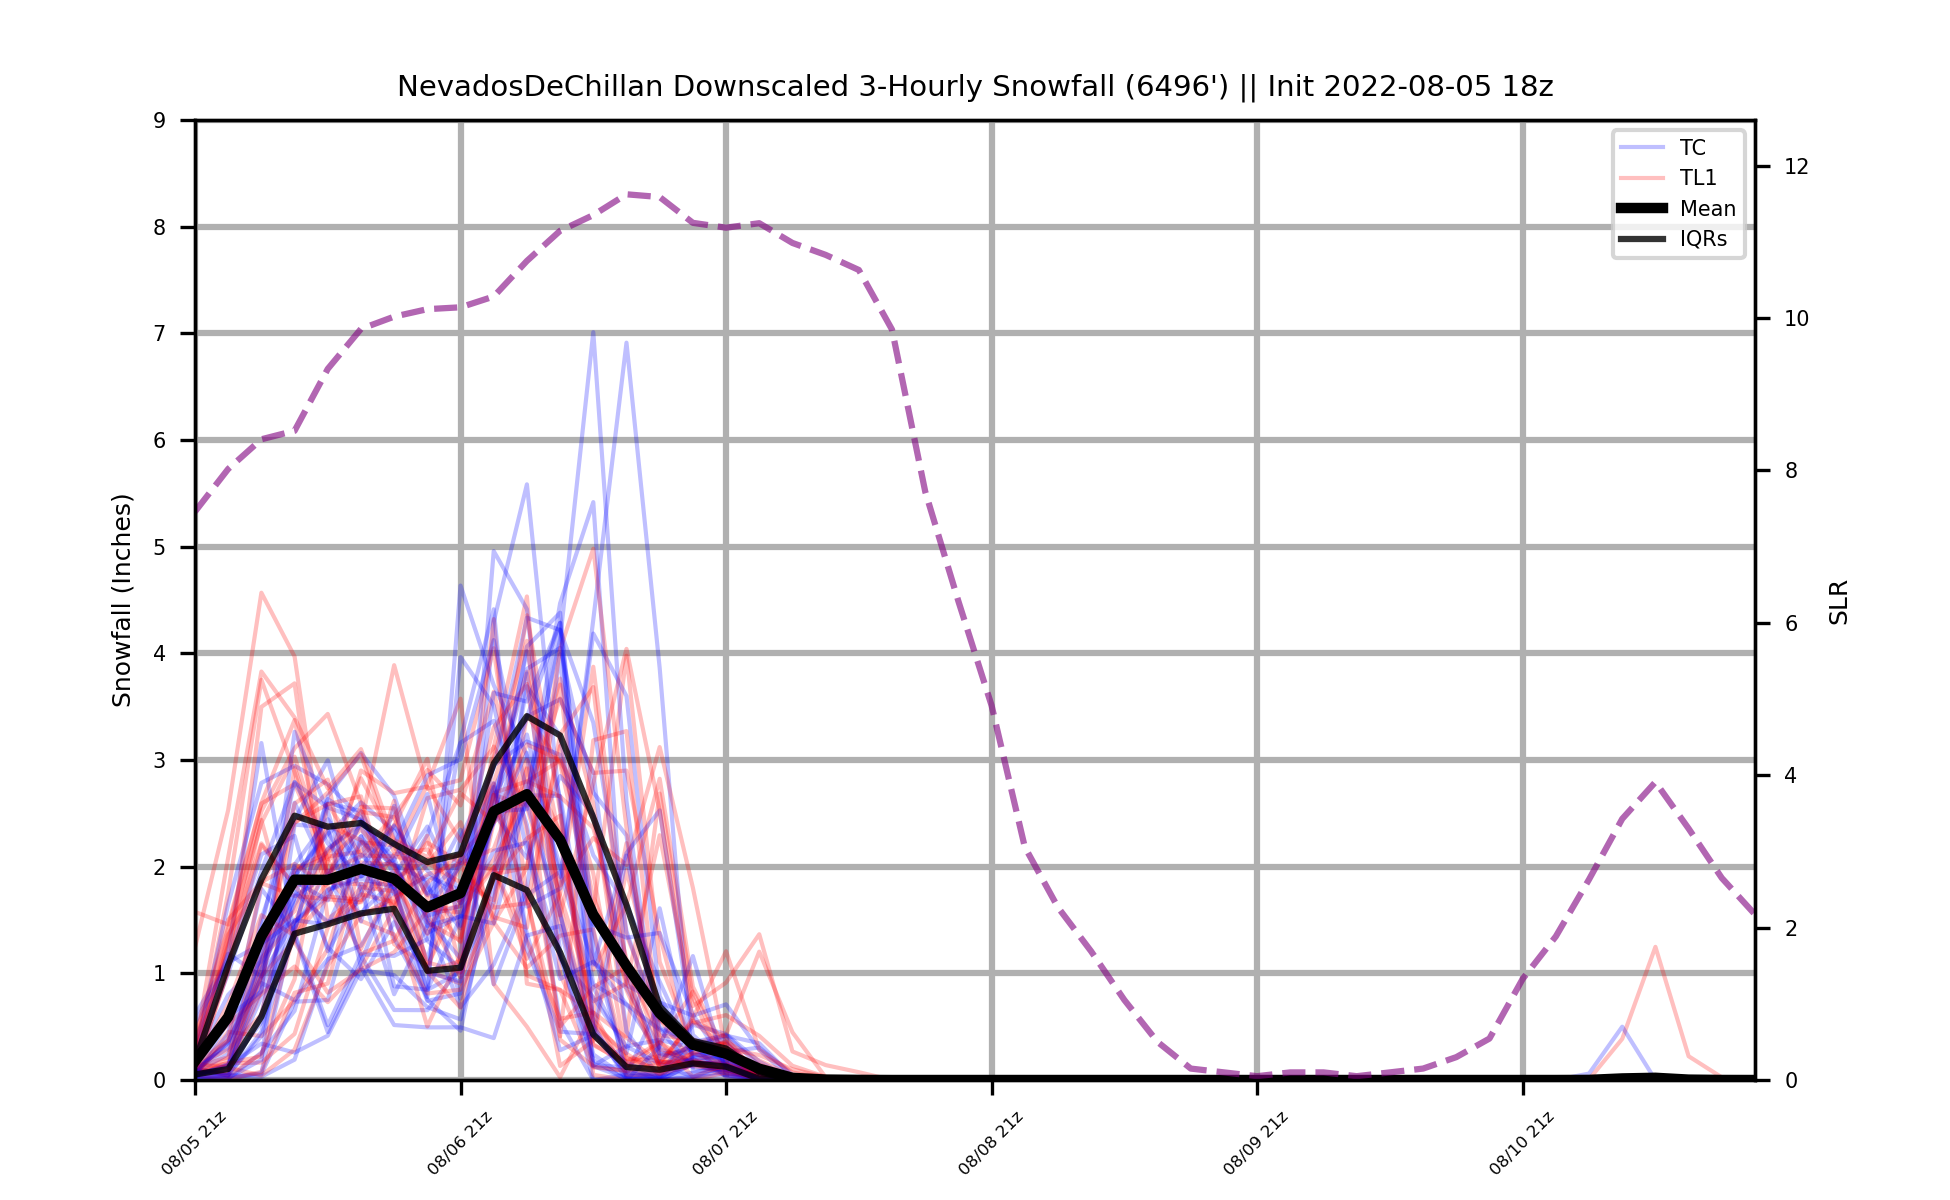 NevadosDeChillan Downscaled 3-Hourly Snowfall (6496') || Init 2022-08-05 18z
9
8
7
6
5
4
3
2
1
0
Snowfall (Inches)
12
10
8
6
4
2
0
SLR
TC
TL1
Mean
IQRs
08/05 21z
08/06 21z
08/07 21z
08/08 21z
08/09 21z
08/10 21z